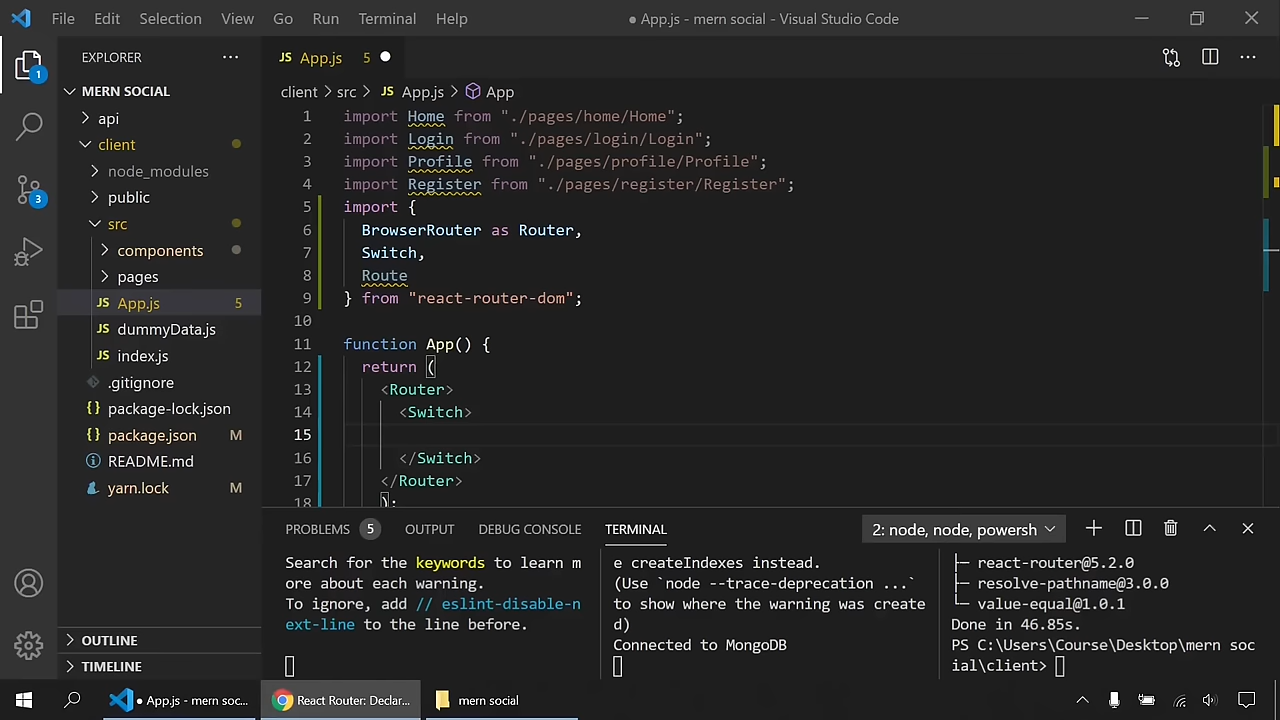 File Edit Selection View Go Run Terminal Help
● App.js - mern social - Visual Studio Code
EXPLORER
MERN SOCIAL
api
client
node_modules
public
src
components
pages
JS App.js 5
JS dummyData.js
JS index.js
.gitignore
{} package-lock.json
{} package.json M
README.md
yarn.lock M
OUTLINE
TIMELINE
1
3
JS App.js 5 ●
client > src > JS App.js > App
1 import Home from "./pages/home/Home";
2 import Login from "./pages/login/Login";
3 import Profile from "./pages/profile/Profile";
4 import Register from "./pages/register/Register";
5 import {
6 BrowserRouter as Router,
7 Switch,
8 Route
9 } from "react-router-dom";
10
11 function App() {
12 return (
13 <Router>
14 <Switch>
15
16 </Switch>
17 </Router>
18 );
PROBLEMS 5 OUTPUT DEBUG CONSOLE TERMINAL
2: node, node, powersh
Search for the keywords to learn m
ore about each warning.
To ignore, add // eslint-disable-n
ext-line to the line before.
e createIndexes instead.
(Use `node --trace-deprecation ...`
to show where the warning was create
d)
Connected to MongoDB
├─ react-router@5.2.0
├─ resolve-pathname@3.0.0
└─ value-equal@1.0.1
Done in 46.85s.
PS C:\Users\Course\Desktop\mern soc
ial\client>
● App.js - mern soc...
React Router: Declar...
mern social